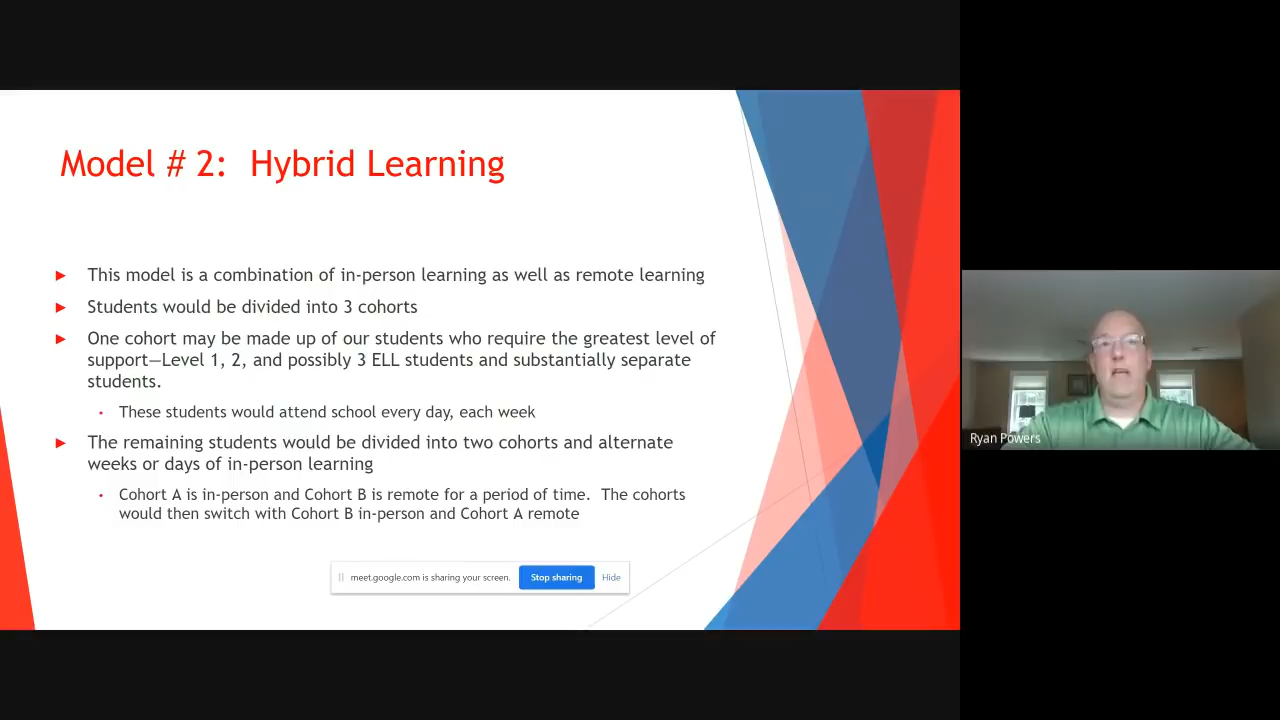 Model # 2:  Hybrid Learning
This model is a combination of in-person learning as well as remote learning
Students would be divided into 3 cohorts
One cohort may be made up of our students who require the greatest level of
support—Level 1, 2, and possibly 3 ELL students and substantially separate
students.
These students would attend school every day, each week
The remaining students would be divided into two cohorts and alternate
weeks or days of in-person learning
Cohort A is in-person and Cohort B is remote for a period of time.  The cohorts
would then switch with Cohort B in-person and Cohort A remote
meet.google.com is sharing your screen. Stop sharing Hide
Ryan Powers